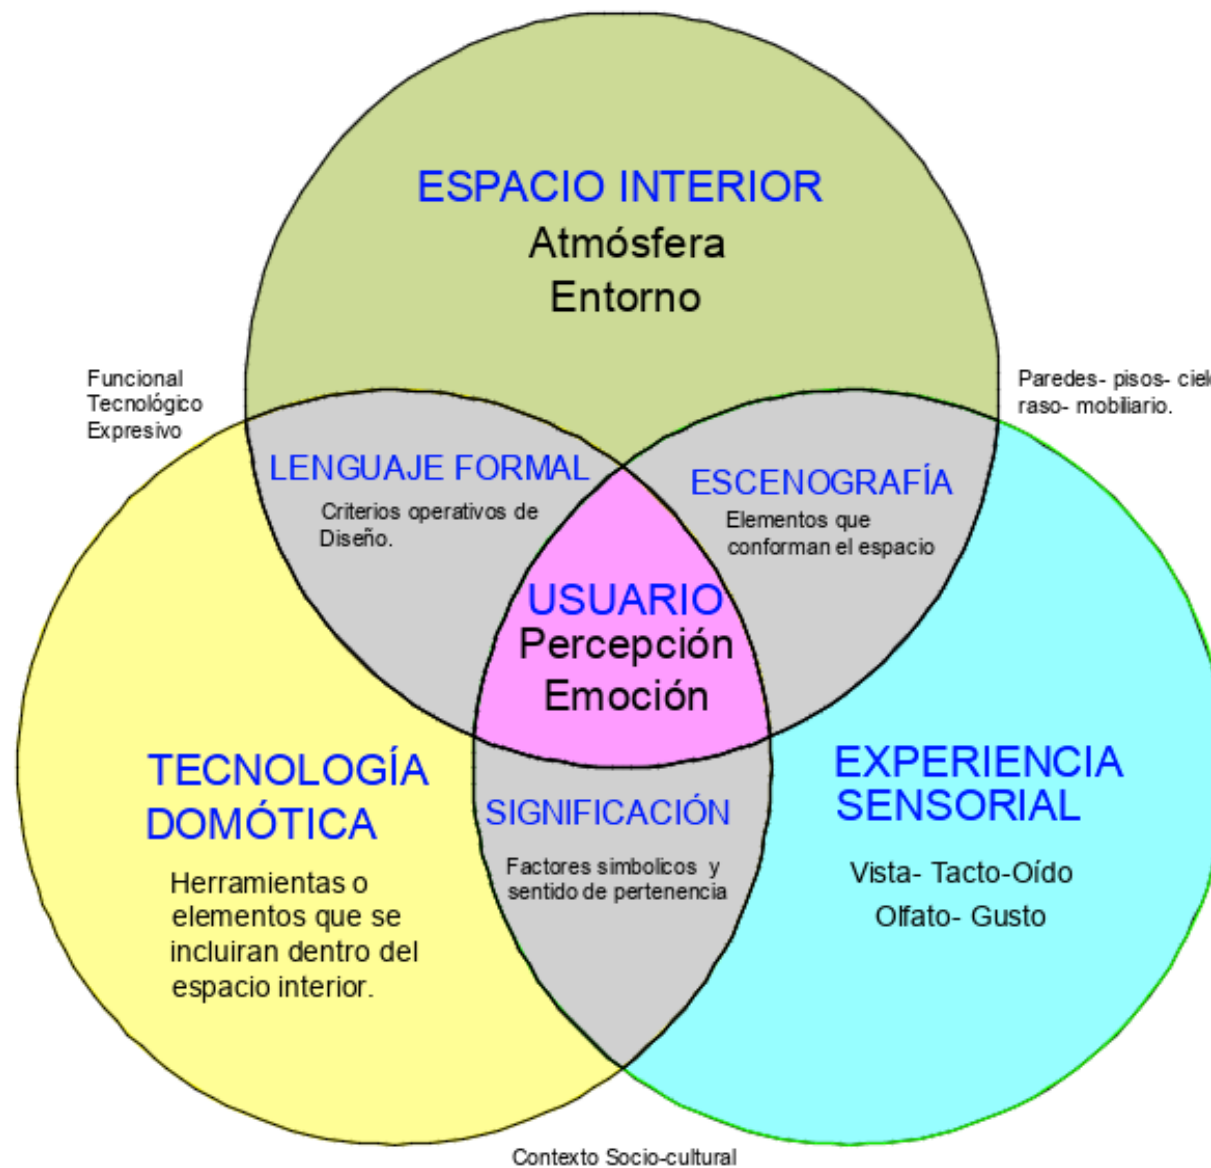 ESPACIO INTERIOR
Atmósfera
Entorno
Funcional
Tecnológico
Expresivo
Paredes- pisos-
raso- mobiliario.
LENGUAJE FORMAL
Criterios operativos de
Diseño.
ESCENOGRAFÍA
Elementos que
conforman el espacio
USUARIO
Percepción
Emoción
TECNOLOGÍA
DOMÓTICA
Herramientas o
elementos que se
incluiran dentro del
espacio interior.
SIGNIFICACIÓN
Factores simbolicos y
sentido de pertenencia
EXPERIENCIA
SENSORIAL
Vista- Tacto-Oído
Olfato- Gusto
Contexto Socio-cultural